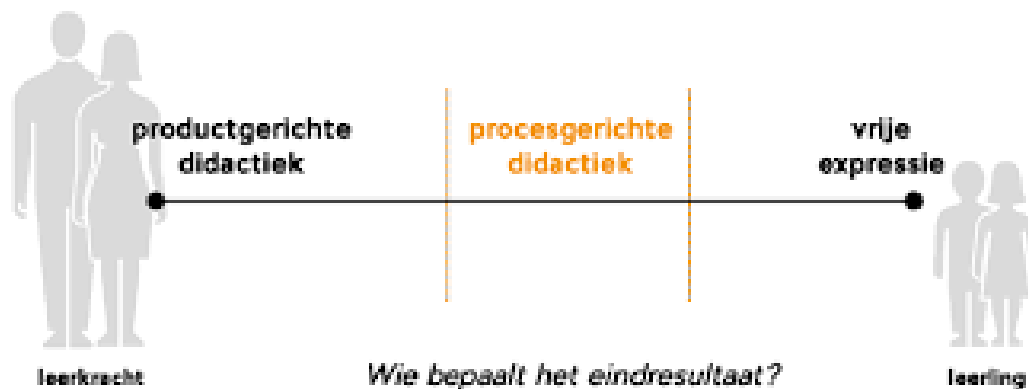 productgerichte
didactiek
procesgerichte
didactiek
vrije
expressie
leerkracht
Wie bepaalt het eindresultaat?
leerling